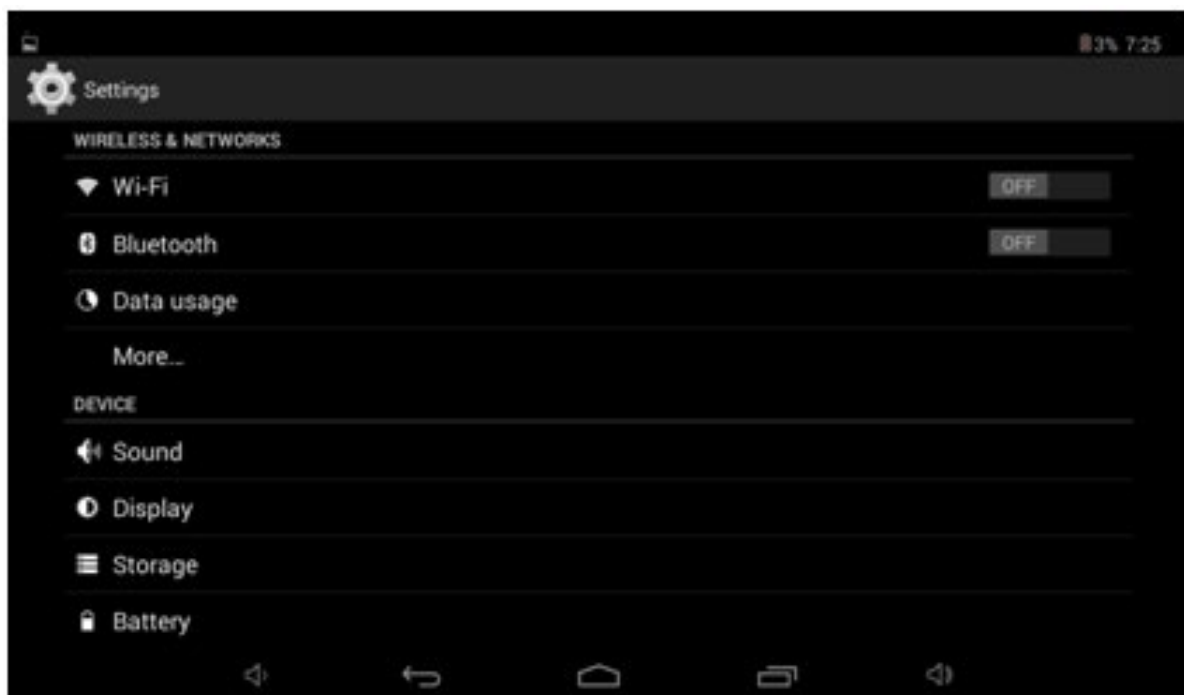 3% 7:25
Settings
WIRELESS & NETWORKS
Wi-Fi OFF
Bluetooth OFF
Data usage
More...
DEVICE
Sound
Display
Storage
Battery